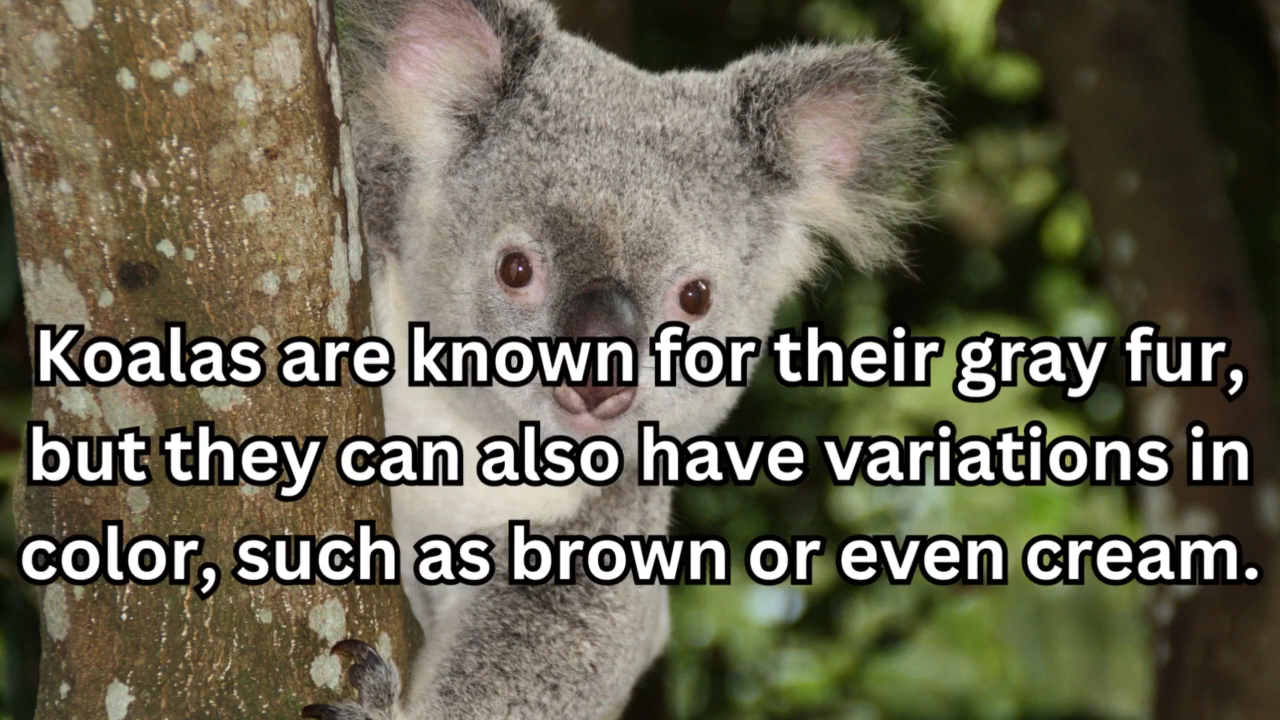 Koalas are known for their gray fur,
but they can also have variations in
color, such as brown or even cream.